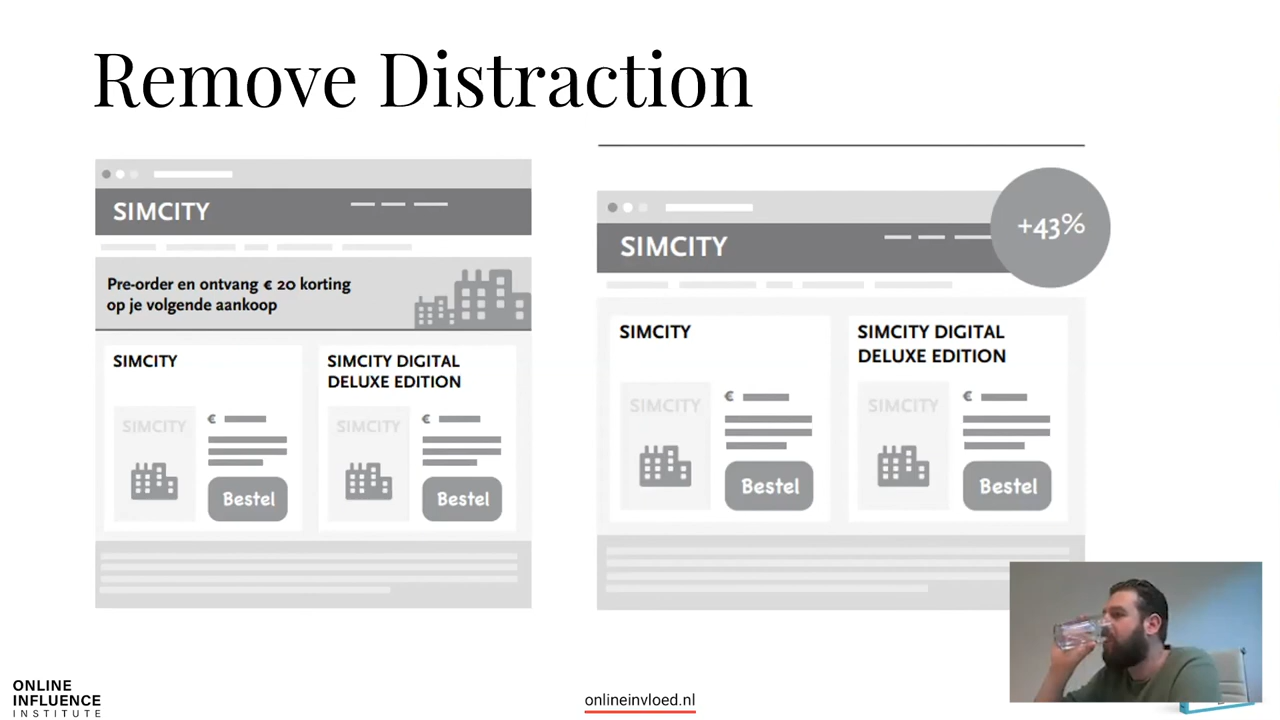 Remove Distraction
SIMCITY
Pre-order en ontvang € 20 korting
op je volgende aankoop
SIMCITY
SIMCITY
€
Bestel
SIMCITY DIGITAL
DELUXE EDITION
SIMCITY
€
Bestel
+43%
SIMCITY
SIMCITY
SIMCITY
€
Bestel
SIMCITY DIGITAL
DELUXE EDITION
SIMCITY
€
Bestel
ONLINE
INFLUENCE
INSTITUTE
onlineinvloed.nl